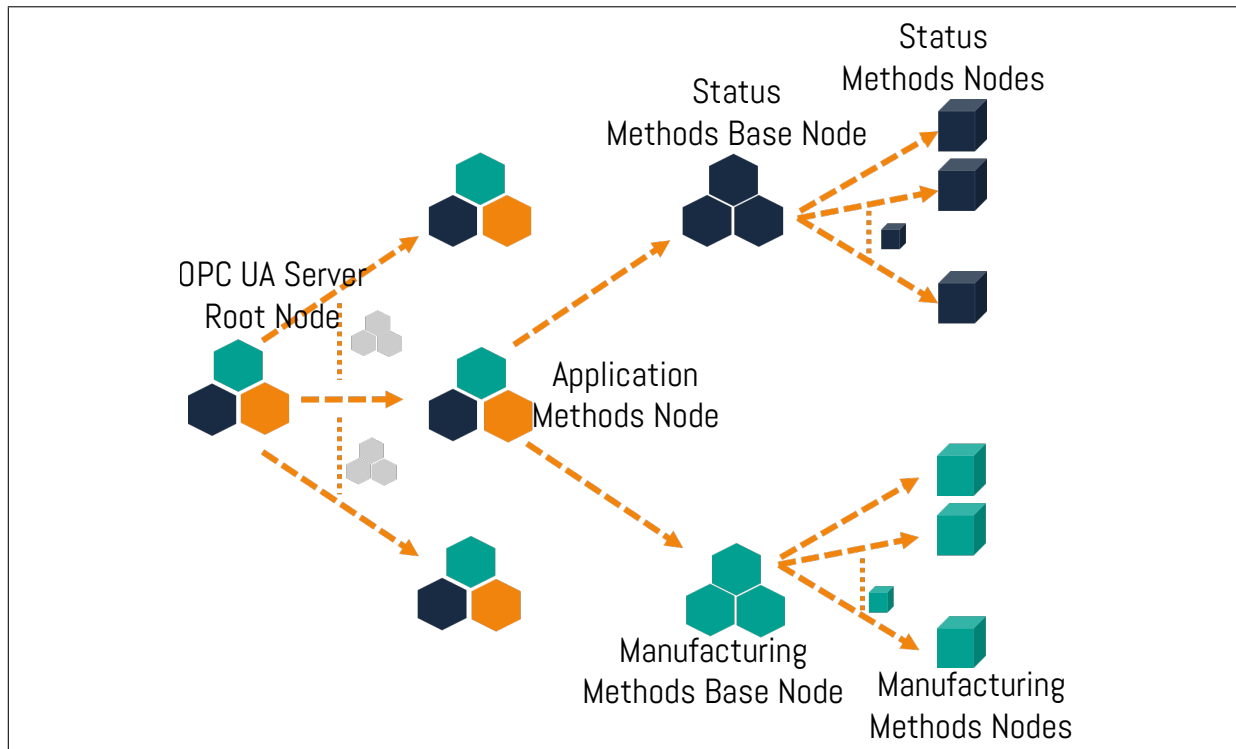 Status
Methods Nodes
Status
Methods Base Node
OPC UA Server
Root Node
Application
Methods Node
Manufacturing
Methods Base Node
Manufacturing
Methods Nodes